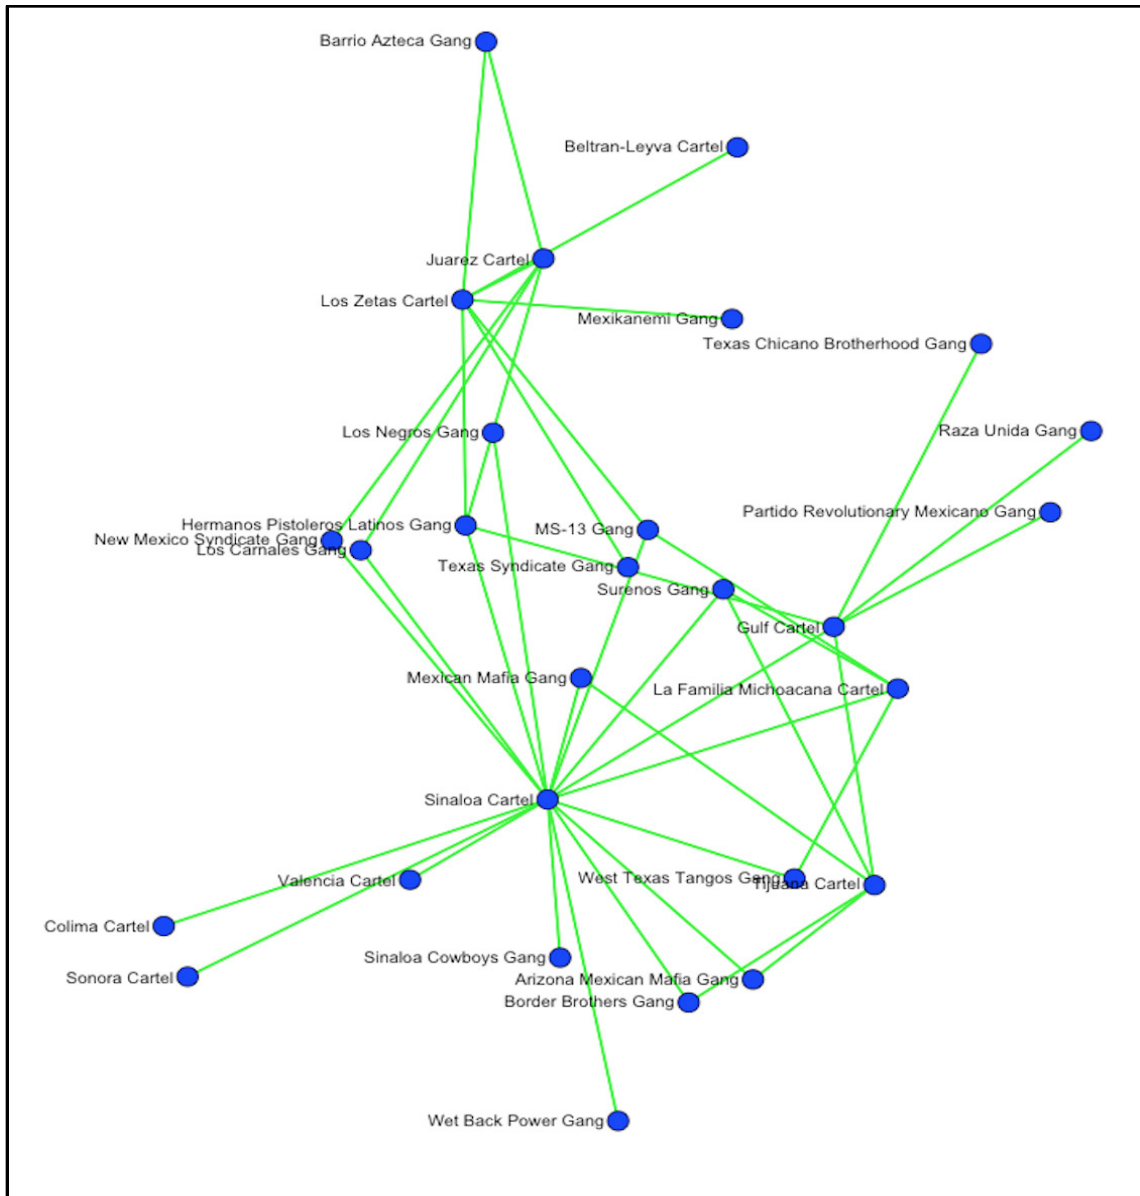 Barrio Azteca Gang
Beltran-Leyva Cartel
Juarez Cartel
Los Zetas Cartel
Mexikanemi Gang
Texas Chicano Brotherhood Gang
Raza Unida Gang
Los Negros Gang
Partido Revolutionary Mexicano Gang
Hermanos Pistoleros Latinos Gang
MS-13 Gang
New Mexico Syndicate Gang
Los Carnales Gang
Texas Syndicate Gang
Surenos Gang
Gulf Cartel
Mexican Mafia Gang
La Familia Michoacana Cartel
Sinaloa Cartel
Valencia Cartel
West Texas Tangos Gang
Tijuana Cartel
Colima Cartel
Sinaloa Cowboys Gang
Sonora Cartel
Arizona Mexican Mafia Gang
Border Brothers Gang
Wet Back Power Gang